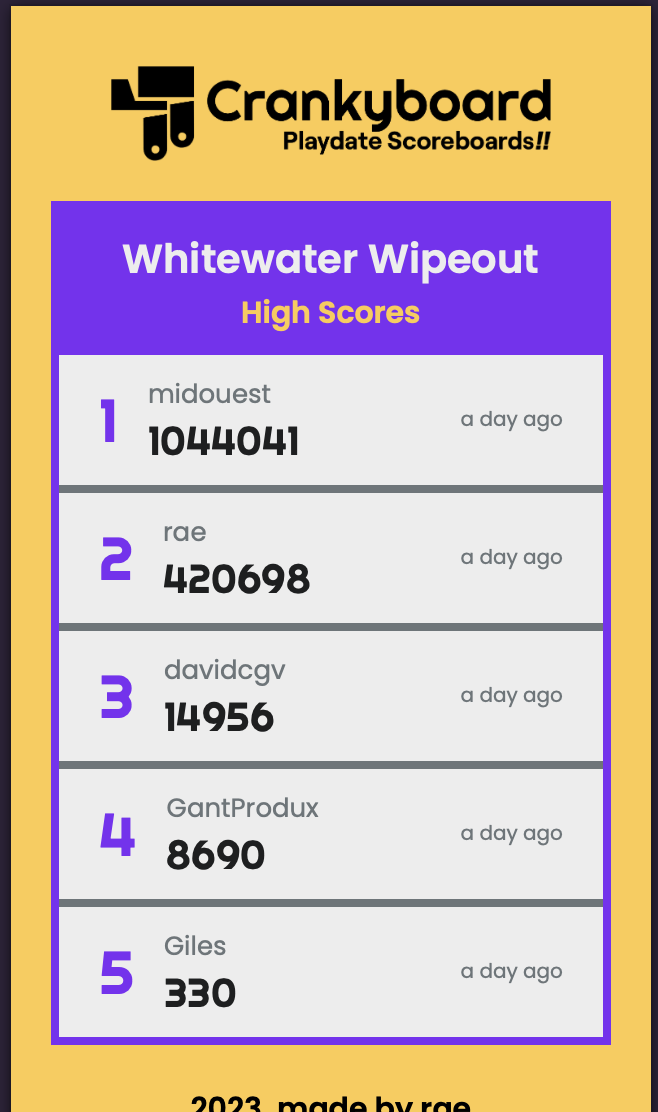 Crankyboard
Playdate Scoreboards!!
Whitewater Wipeout
High Scores
1
midouest
1044041
a day ago
2
rae
420698
a day ago
3
davidcgv
14956
a day ago
4
GantProdux
8690
a day ago
5
Giles
330
a day ago
2023, made by rae